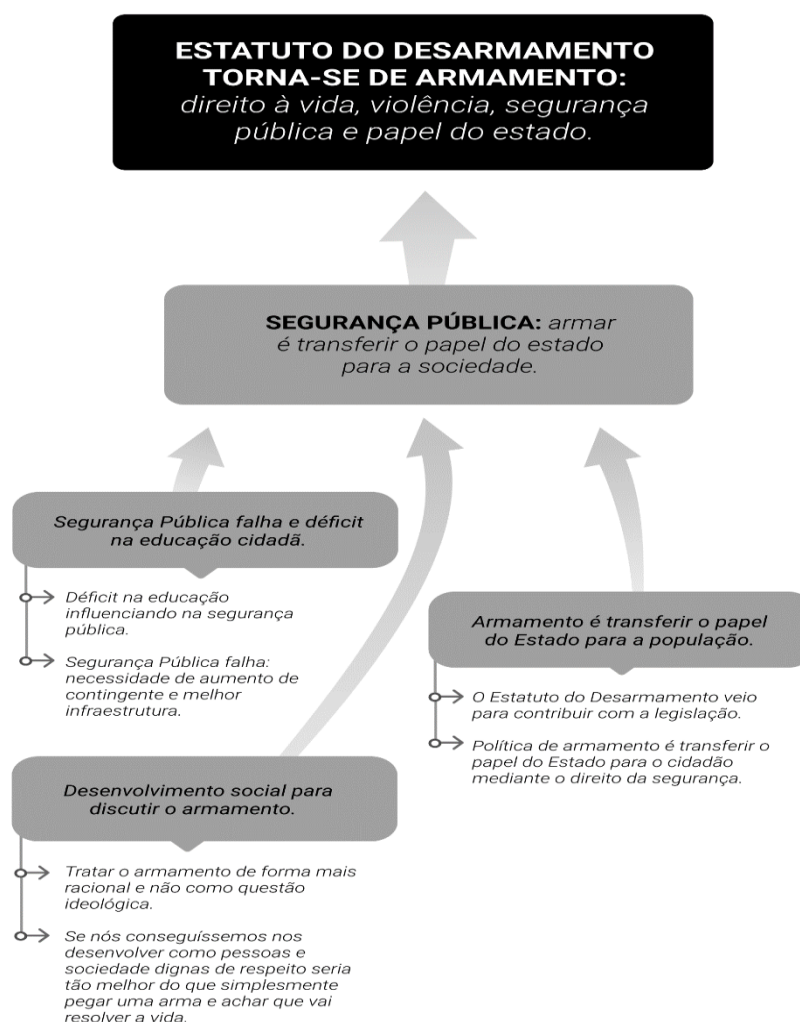 ESTATUTO DO DESARMAMENTO
TORNA-SE DE ARMAMENTO:
direito à vida, violência, segurança
pública e papel do estado.
SEGURANÇA PÚBLICA: armar
é transferir o papel do estado
para a sociedade.
Segurança Pública falha e déficit
na educação cidadã.
Déficit na educação
influenciando na segurança
pública.
Segurança Pública falha:
necessidade de aumento de
contingente e melhor
infraestrutura.
Armamento é transferir o papel
do Estado para a população.
O Estatuto do Desarmamento veio
para contribuir com a legislação.
Política de armamento é transferir o
papel do Estado para o cidadão
mediante o direito da segurança.
Desenvolvimento social para
discutir o armamento.
Tratar o armamento de forma mais
racional e não como questão
ideológica.
Se nós conseguíssemos nos
desenvolver como pessoas e
sociedade dignas de respeito seria
tão melhor do que simplesmente
pegar uma arma e achar que vai
resolver a vida.